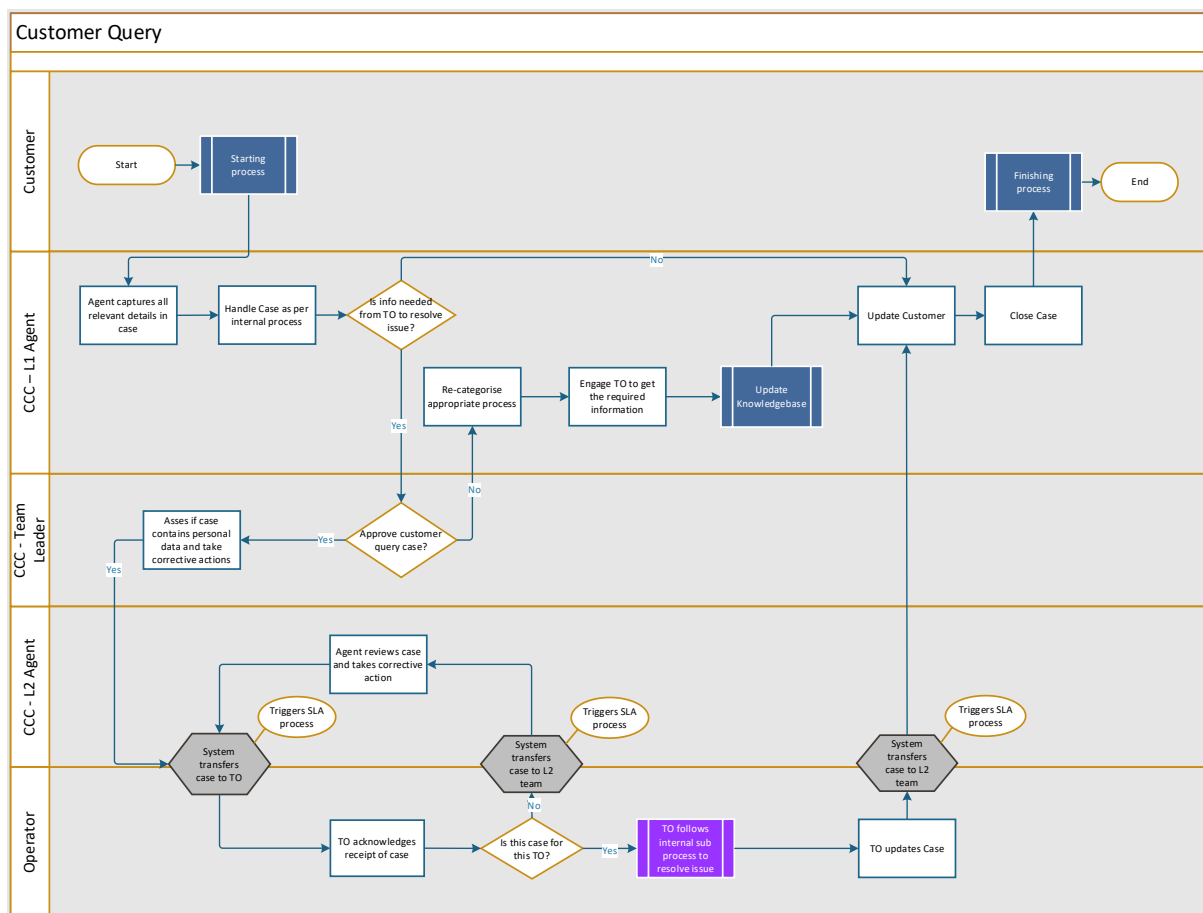 Customer Query
Customer
Start
Starting
process
Finishing
process
End
CCC – L1 Agent
No
Agent captures all
relevant details in
case
Handle Case as per
internal process
Is info needed
from TO to resolve
issue?
Update Customer
Close Case
Re-categorise
appropriate process
Engage TO to get
the required
information
Update
Knowledgebase
Yes
CCC - Team
Leader
No
Asses if case
contains personal
data and take
corrective actions
Yes
Approve customer
query case?
Yes
CCC - L2 Agent
Agent reviews case
and takes corrective
action
Triggers SLA
process
Triggers SLA
process
Triggers SLA
process
System
transfers
case to TO
System
transfers
case to L2
team
System
transfers
case to L2
team
Operator
No
TO acknowledges
receipt of case
Is this case for
this TO?
Yes
TO follows
internal sub
process to
resolve issue
TO updates Case